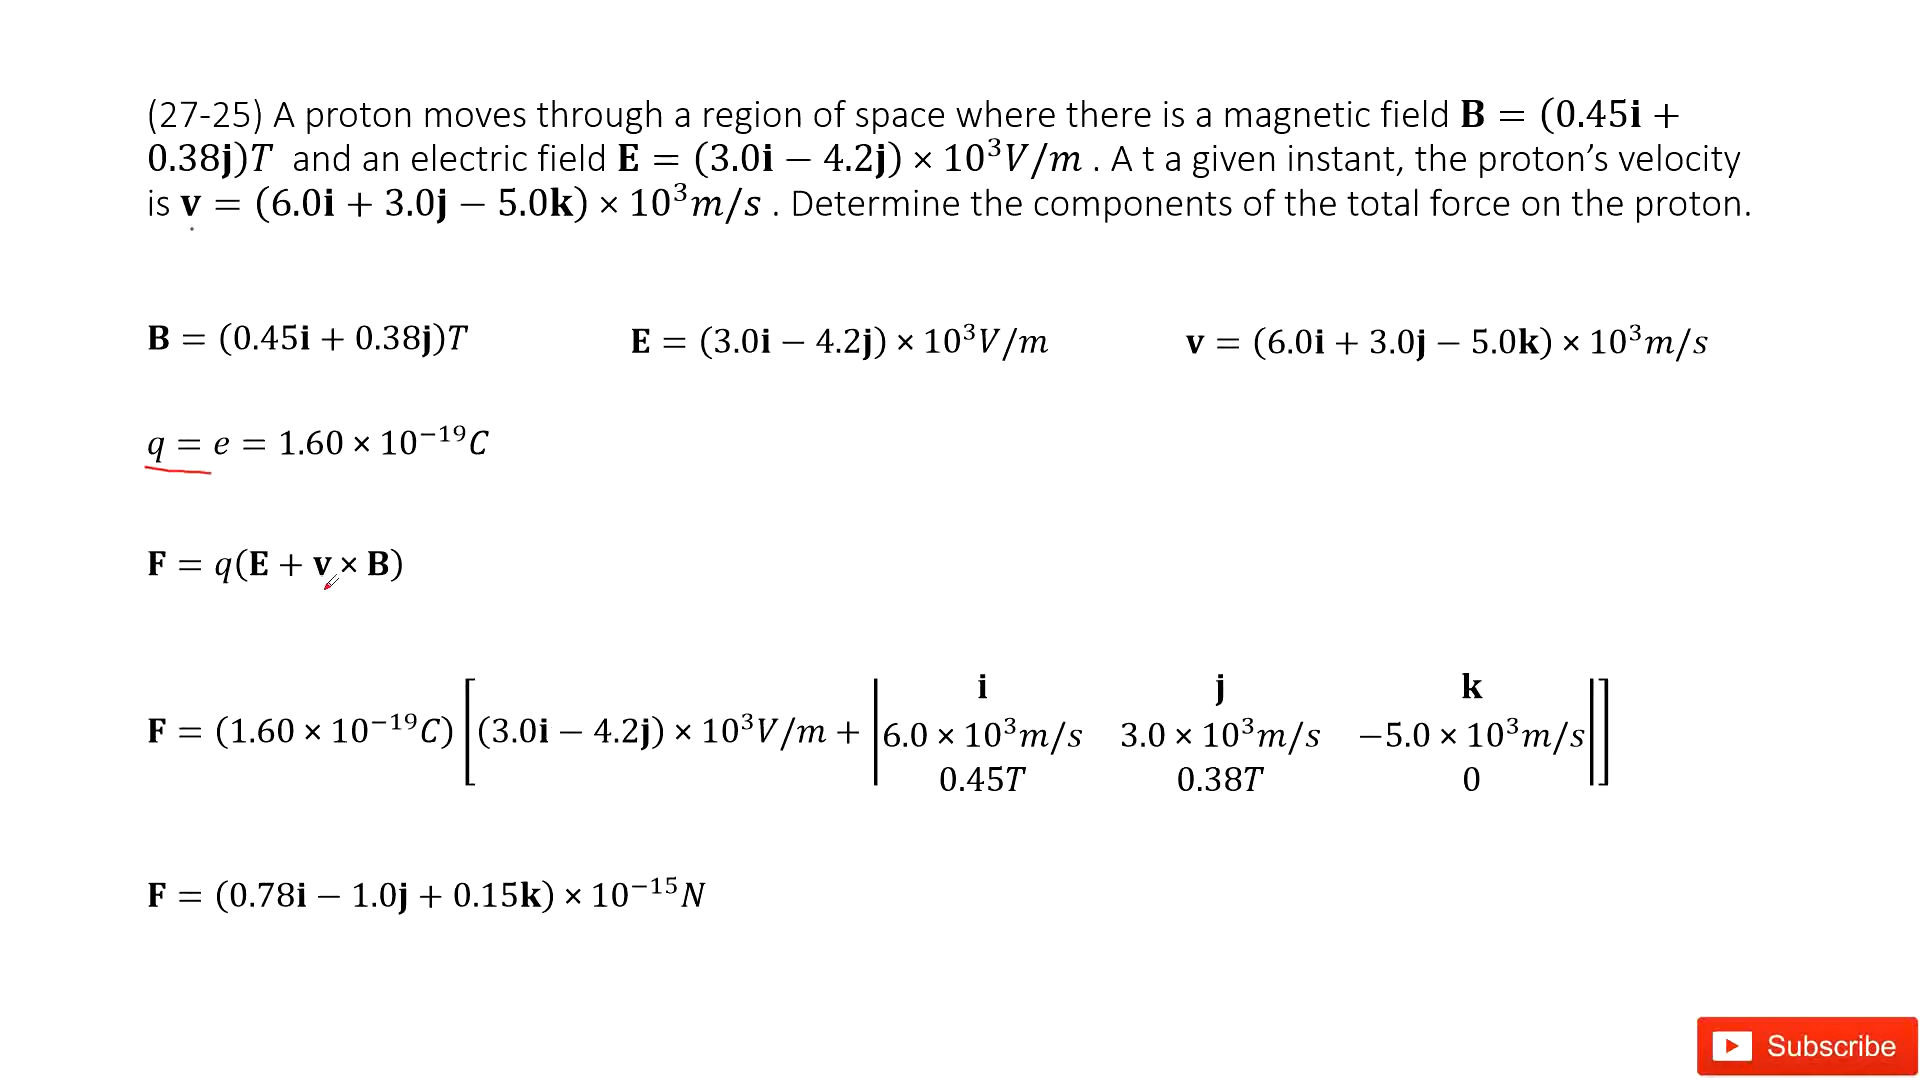 (27-25) A proton moves through a region of space where there is a magnetic field 𝐁 = (0.45𝐢 +
0.38𝐣)𝑇 and an electric field 𝐄 = (3.0𝐢 − 4.2𝐣) × 10³𝑉/𝑚 . A t a given instant, the proton’s velocity
is 𝐯 = (6.0𝐢 + 3.0𝐣 − 5.0𝐤) × 10³𝑚/𝑠 . Determine the components of the total force on the proton.
𝐁 = (0.45𝐢 + 0.38𝐣)𝑇 𝐄 = (3.0𝐢 − 4.2𝐣) × 10³𝑉/𝑚 𝐯 = (6.0𝐢 + 3.0𝐣 − 5.0𝐤) × 10³𝑚/𝑠
𝑞 = 𝑒 = 1.60 × 10⁻¹⁹𝐶
𝐅 = 𝑞(𝐄 + 𝐯 × 𝐁)
𝐢 𝐣 𝐤
𝐅 = (1.60 × 10⁻¹⁹𝐶) [(3.0𝐢 − 4.2𝐣) × 10³𝑉/𝑚 + |6.0 × 10³𝑚/𝑠 3.0 × 10³𝑚/𝑠 −5.0 × 10³𝑚/𝑠|]
0.45𝑇 0.38𝑇 0
𝐅 = (0.78𝐢 − 1.0𝐣 + 0.15𝐤) × 10⁻¹⁵𝑁
Subscribe